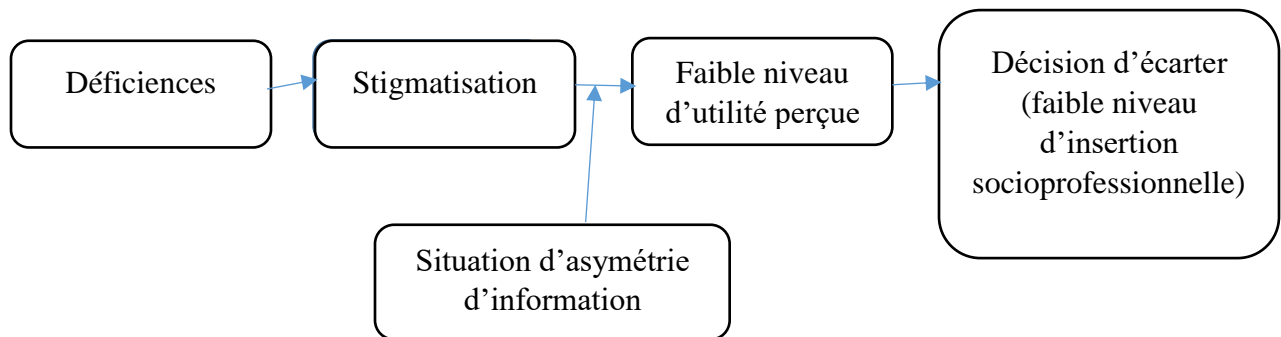 Déficiences
Stigmatisation
Faible niveau
d’utilité perçue
Décision d’écarter
(faible niveau
d’insertion
socioprofessionnelle)
Situation d’asymétrie
d’information